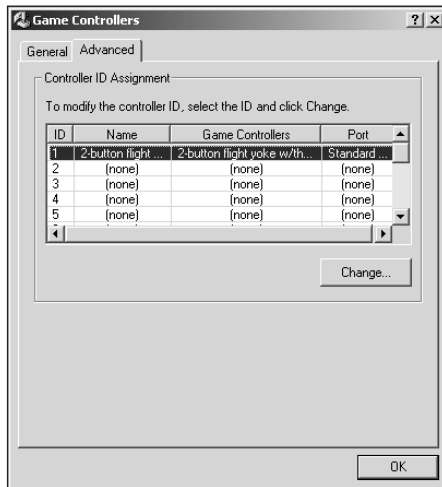 Game Controllers
General Advanced
Controller ID Assignment
To modify the controller ID, select the ID and click Change.
ID Name Game Controllers Port
1 2-button flight ... 2-button flight yoke w/th... Standard ...
2 (none) (none) (none)
3 (none) (none) (none)
4 (none) (none) (none)
5 (none) (none) (none)
Change...
OK